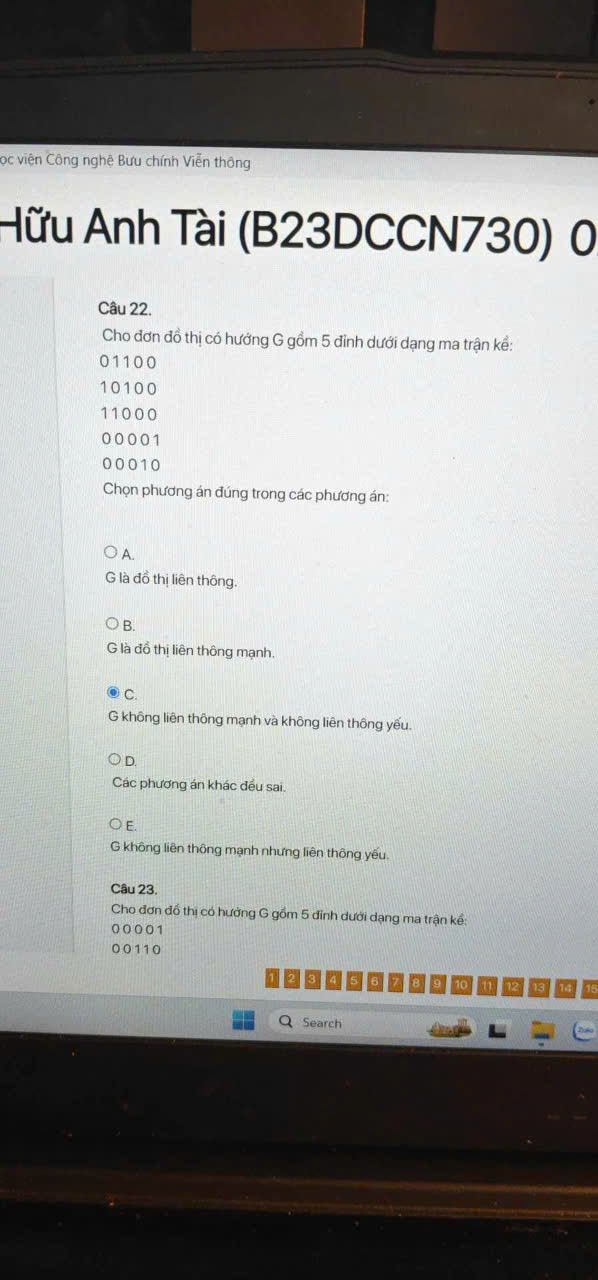 ọc viện Công nghệ Bưu chính Viễn thông
Hữu Anh Tài (B23DCCN730) 0
Câu 22.
Cho đơn đồ thị có hướng G gồm 5 đỉnh dưới dạng ma trận kề:
0 1 1 0 0
1 0 1 0 0
1 1 0 0 0
0 0 0 0 1
0 0 0 1 0
Chọn phương án đúng trong các phương án:
A.
G là đồ thị liên thông.
B.
G là đồ thị liên thông mạnh.
C.
G không liên thông mạnh và không liên thông yếu.
D.
Các phương án khác đều sai.
E.
G không liên thông mạnh nhưng liên thông yếu.
Câu 23.
Cho đơn đồ thị có hướng G gồm 5 đỉnh dưới dạng ma trận kề:
0 0 0 0 1
0 0 1 1 0
1 2 3 4 5 6 7 8 9 10 11 12 13 14 15
Search
Zalo